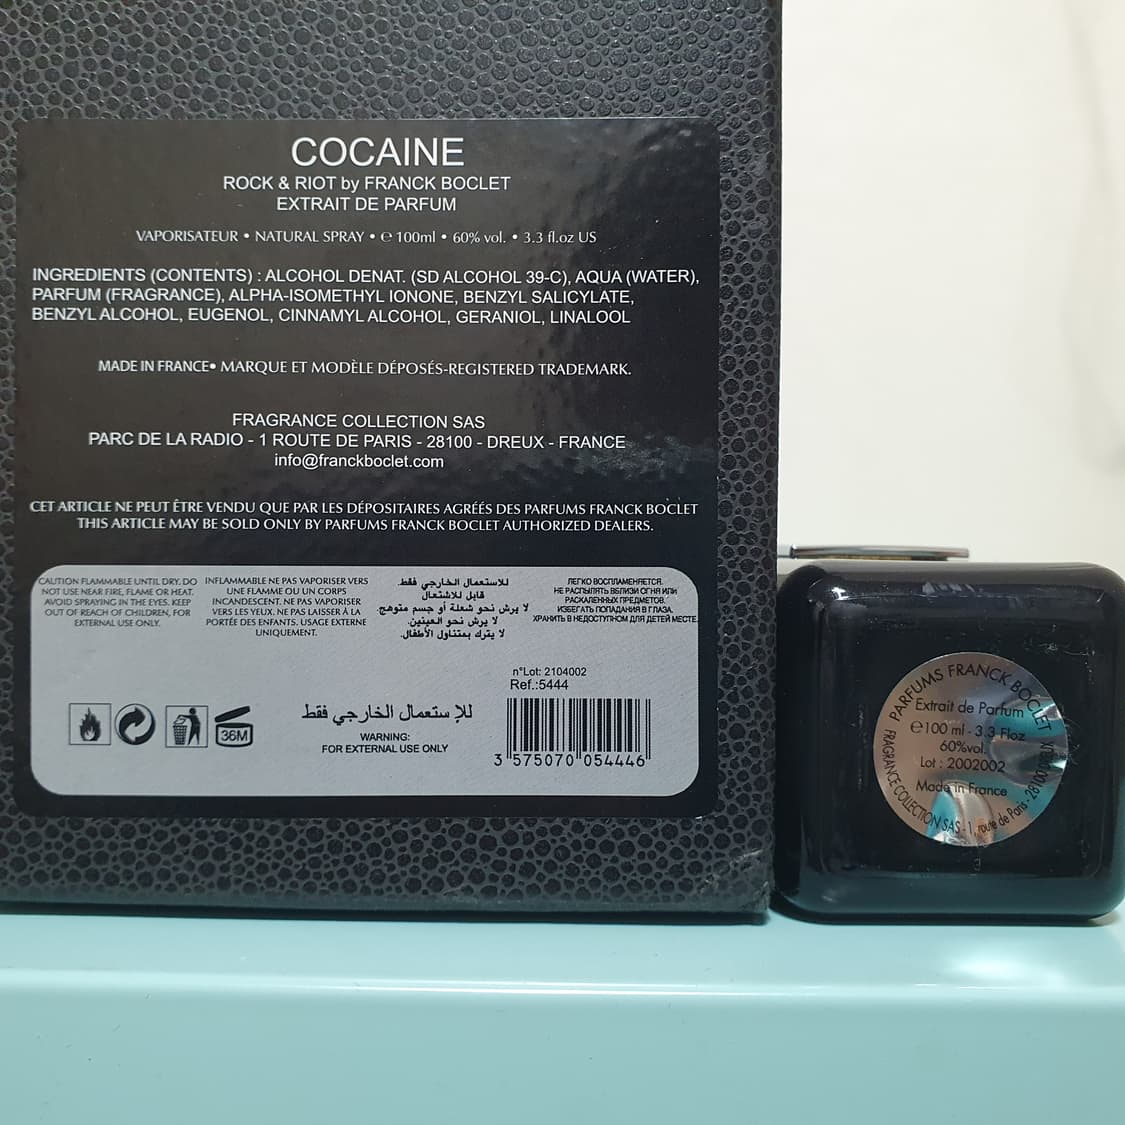 COCAINE
ROCK & RIOT by FRANCK BOCLET
EXTRAIT DE PARFUM
VAPORISATEUR • NATURAL SPRAY • ℮ 100ml • 60% vol. • 3.3 fl.oz US
INGREDIENTS (CONTENTS) : ALCOHOL DENAT. (SD ALCOHOL 39-C), AQUA (WATER),
PARFUM (FRAGRANCE), ALPHA-ISOMETHYL IONONE, BENZYL SALICYLATE,
BENZYL ALCOHOL, EUGENOL, CINNAMYL ALCOHOL, GERANIOL, LINALOOL
MADE IN FRANCE• MARQUE ET MODÈLE DÉPOSÉS-REGISTERED TRADEMARK.
FRAGRANCE COLLECTION SAS
PARC DE LA RADIO - 1 ROUTE DE PARIS - 28100 - DREUX - FRANCE
info@franckboclet.com
CET ARTICLE NE PEUT ÊTRE VENDU QUE PAR LES DÉPOSITAIRES AGRÉÉS DES PARFUMS FRANCK BOCLET
THIS ARTICLE MAY BE SOLD ONLY BY PARFUMS FRANCK BOCLET AUTHORIZED DEALERS.
CAUTION FLAMMABLE UNTIL DRY. DO
NOT USE NEAR FIRE, FLAME OR HEAT.
AVOID SPRAYING IN THE EYES. KEEP
OUT OF REACH OF CHILDREN, FOR
EXTERNAL USE ONLY.
INFLAMMABLE NE PAS VAPORISER VERS
UNE FLAMME OU UN CORPS
INCANDESCENT. NE PAS VAPORISER
VERS LES YEUX. NE PAS LAISSER À LA
PORTÉE DES ENFANTS. USAGE EXTERNE
UNIQUEMENT.
للاستعمال الخارجي فقط.
قابل للاشتعال
لا يرش نحو شعلة أو جسم متوهج.
لا يرش نحو العينين.
لا يترك بمتناول الأطفال.
ЛЕГКО ВОСПЛАМЕНЯЕТСЯ.
НЕ РАСПЫЛЯТЬ ВБЛИЗИ ОГНЯ ИЛИ
РАСКАЛЕННЫХ ПРЕДМЕТОВ.
ИЗБЕГАТЬ ПОПАДАНИЯ В ГЛАЗА.
ХРАНИТЬ В НЕДОСТУПНОМ ДЛЯ ДЕТЕЙ МЕСТЕ.
n°Lot: 2104002
Ref.:5444
36M
للإ ستعمال الخارجي فقط
WARNING:
FOR EXTERNAL USE ONLY
3 575070 054446
PARFUMS FRANCK BOCLET
Extrait de Parfum
℮100 ml - 3.3 Floz
60%vol.
Lot : 2002002
Made in France
FRAGRANCE COLLECTION SAS - 1, route de Paris - 28100